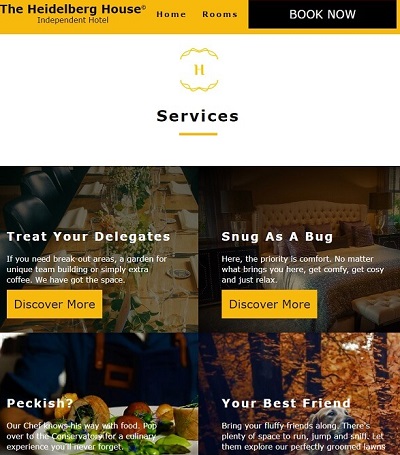 The Heidelberg House©
Independent Hotel
Home Rooms
BOOK NOW
H
Services
Treat Your Delegates
If you need break-out areas, a garden for
unique team building or simply extra
coffee. We have got the space.
Discover More
Snug As A Bug
Here, the priority is comfort. No matter
what brings you here, get comfy, get cosy
and just relax.
Discover More
Peckish?
Our Chef knows his way with food. Pop
over to the Conservatory for a culinary
experience you'll never forget.
Your Best Friend
Bring your fluffy friends along. There's
plenty of space to run, jump and sniff. Let
them explore our perfectly groomed lawns